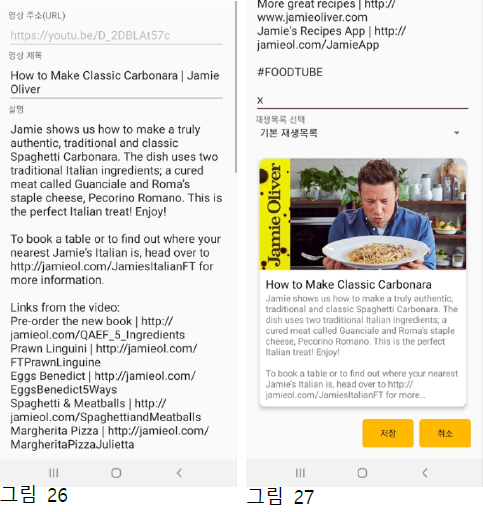 영상 주소(URL)
https://youtu.be/D_2DBLAt57c
영상 제목
How to Make Classic Carbonara | Jamie
Oliver
설명
Jamie shows us how to make a truly
authentic, traditional and classic
Spaghetti Carbonara. The dish uses two
traditional Italian ingredients; a cured
meat called Guanciale and Roma's
staple cheese, Pecorino Romano. This is
the perfect Italian treat! Enjoy!
To book a table or to find out where your
nearest Jamie's Italian is, head over to
http://jamieol.com/JamiesItalianFT for
more information.
Links from the video:
Pre-order the new book | http://
jamieol.com/QAEF_5_Ingredients
Prawn Linguini | http://jamieol.com/
FTPrawnLinguine
Eggs Benedict | http://jamieol.com/
EggsBenedict5Ways
Spaghetti & Meatballs | http://
jamieol.com/SpaghettiandMeatballs
Margherita Pizza | http://jamieol.com/
MargheritaPizzaJulietta
그림 26
More great recipes | http://
www.jamieoliver.com
Jamie's Recipes App | http://
jamieol.com/JamieApp
#FOODTUBE
x
재생목록 선택
기본 재생목록
Jamie Oliver
How to Make Classic Carbonara
Jamie shows us how to make a truly authentic,
traditional and classic Spaghetti Carbonara. The
dish uses two traditional Italian ingredients; a
cured meat called Guanciale and Roma's staple
cheese, Pecorino Romano. This is the perfect
Italian treat! Enjoy!
To book a table or to find out where your nearest
Jamie's Italian is, head over to http://
jamieol.com/JamiesItalianFT for more...
저장
취소
그림 27